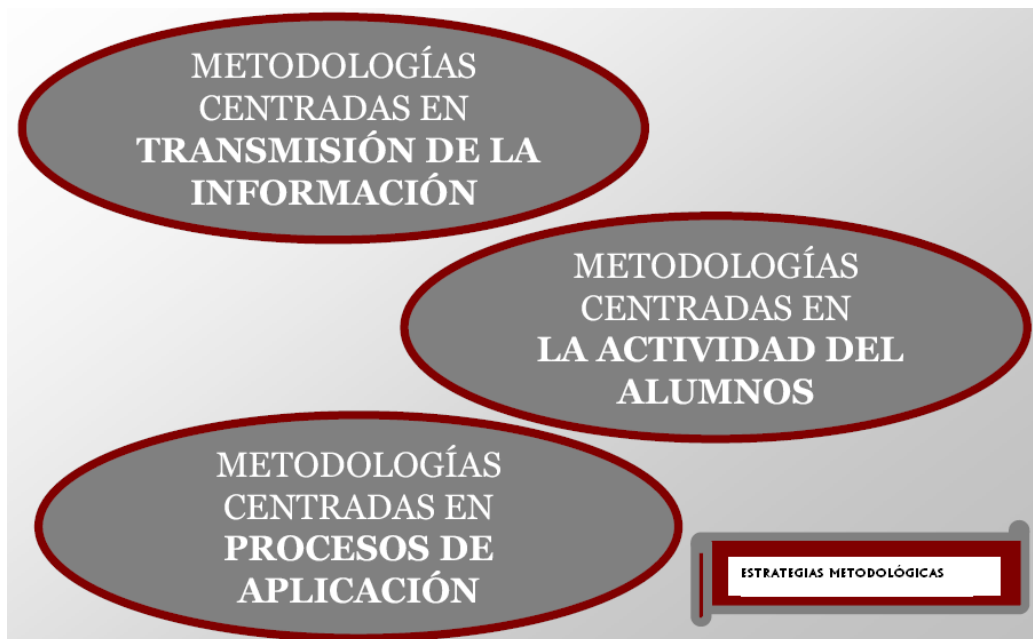 METODOLOGÍAS
CENTRADAS EN
TRANSMISIÓN DE LA
INFORMACIÓN
METODOLOGÍAS
CENTRADAS EN
LA ACTIVIDAD DEL
ALUMNOS
METODOLOGÍAS
CENTRADAS EN
PROCESOS DE
APLICACIÓN
ESTRATEGIAS METODOLÓGICAS